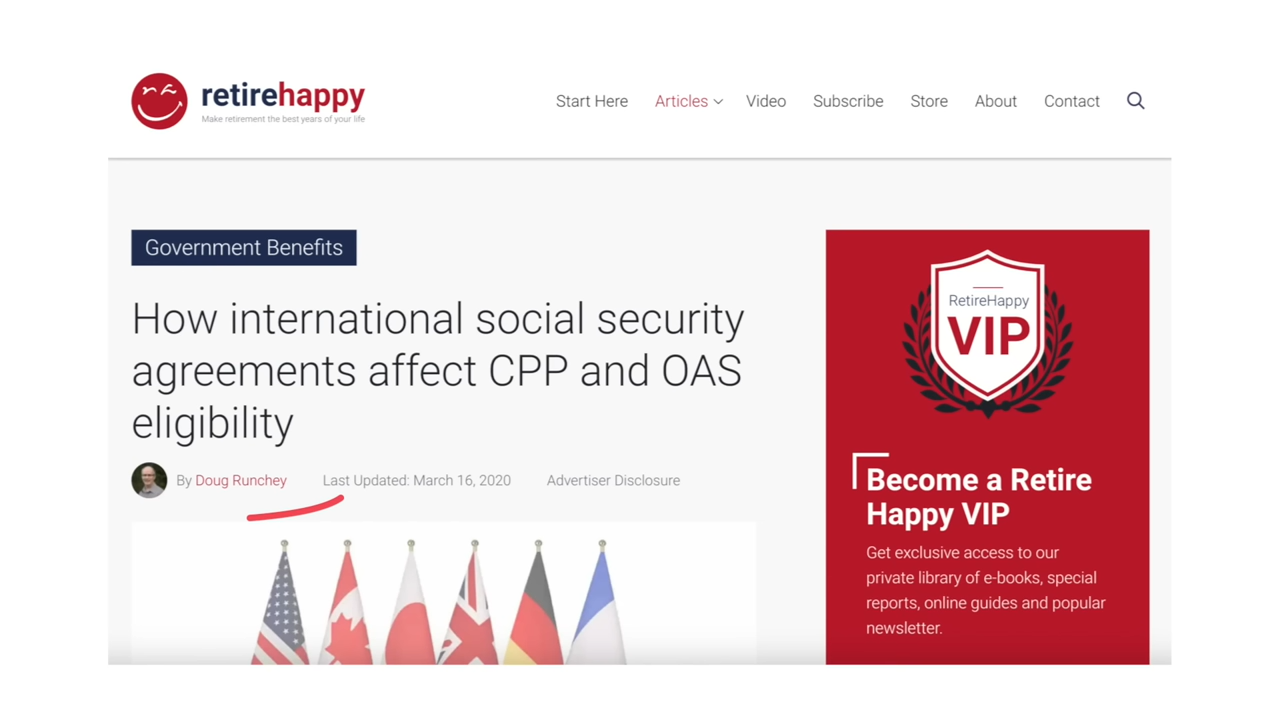 retirehappy
Make retirement the best years of your life
Start Here Articles Video Subscribe Store About Contact
Government Benefits
How international social security
agreements affect CPP and OAS
eligibility
By Doug Runchey Last Updated: March 16, 2020 Advertiser Disclosure
RetireHappy
VIP
Become a Retire
Happy VIP
Get exclusive access to our
private library of e-books, special
reports, online guides and popular
newsletter.